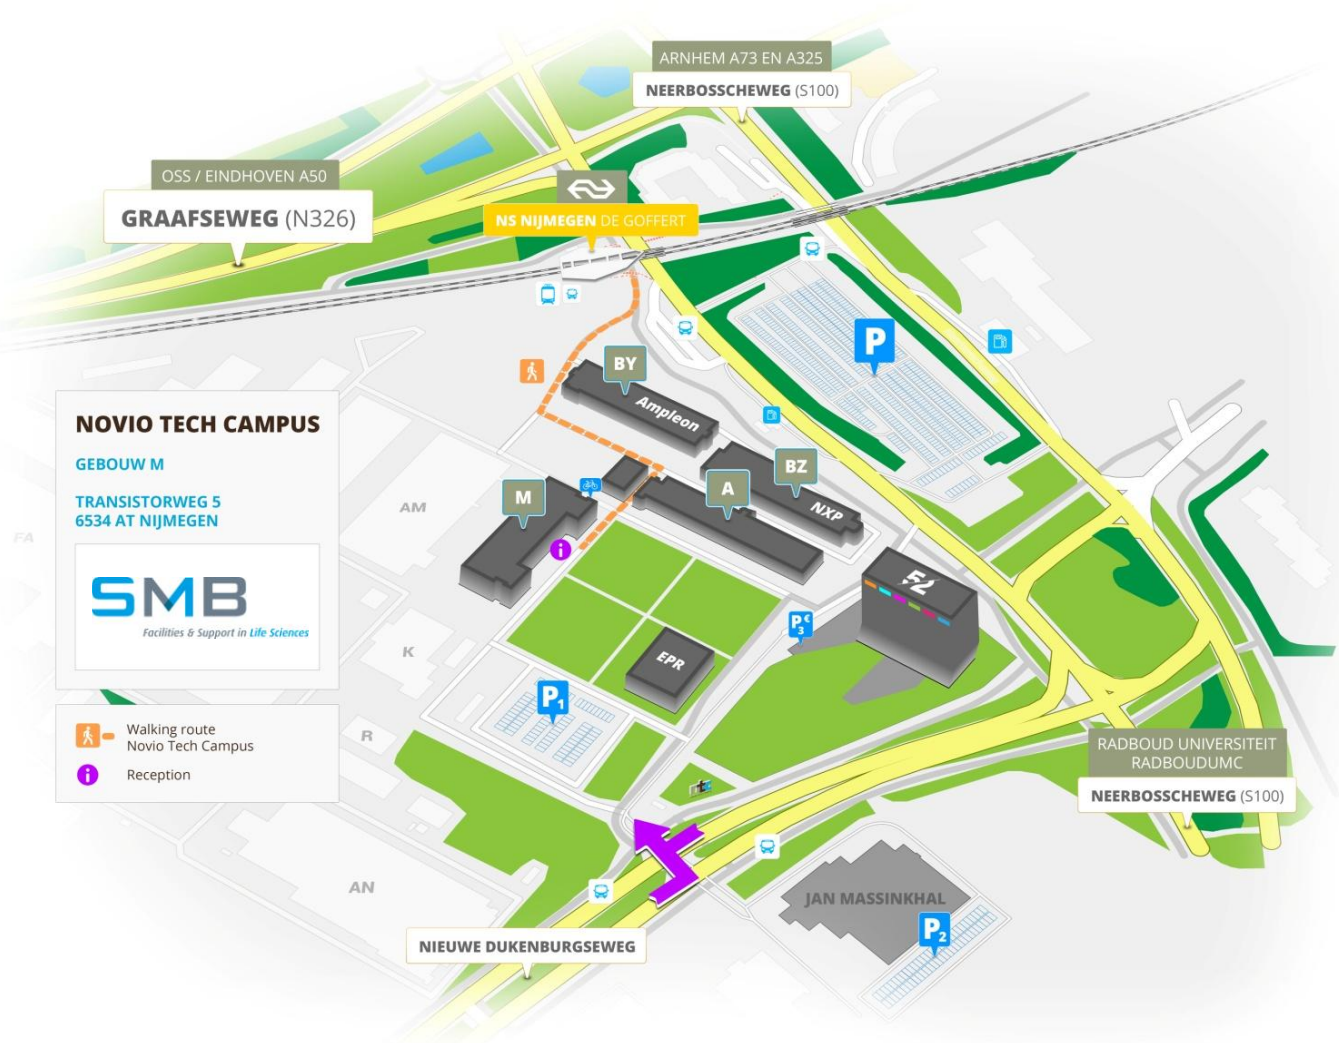 ARNHEM A73 EN A325
NEERBOSSCHEWEG (S100)
OSS / EINDHOVEN A50
GRAAFSEWEG (N326)
NS NIJMEGEN DE GOFFERT
P
BY
Ampleon
BZ
NXP
A
M
NOVIO TECH CAMPUS
GEBOUW M
TRANSISTORWEG 5
6534 AT NIJMEGEN
SMB
Facilities & Support in Life Sciences
AM
FA
i
52
P3€
K
EPR
P1
R
Walking route
Novio Tech Campus
i
Reception
RADBOUD UNIVERSITEIT
RADBOUDUMC
NEERBOSSCHEWEG (S100)
AN
JAN MASSINKHAL
P2
NIEUWE DUKENBURGSEWEG